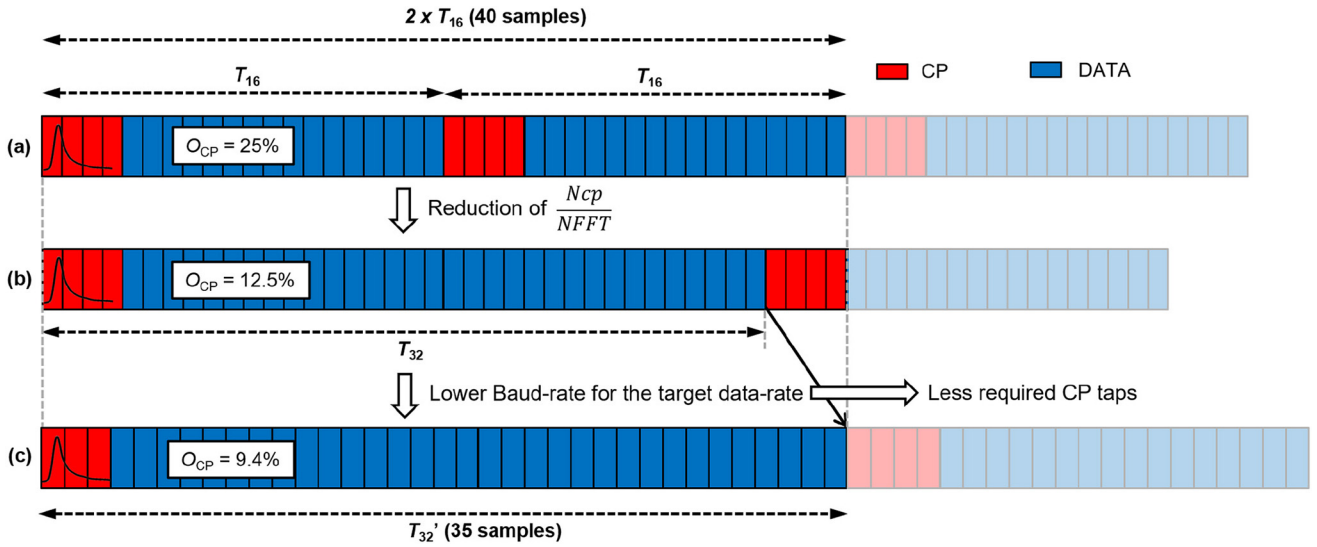 2 x T16 (40 samples)
T16
T16
CP
DATA
(a)
OCP = 25%
Reduction of Ncp/NFFT
(b)
OCP = 12.5%
T32
Lower Baud-rate for the target data-rate
Less required CP taps
(c)
OCP = 9.4%
T32' (35 samples)